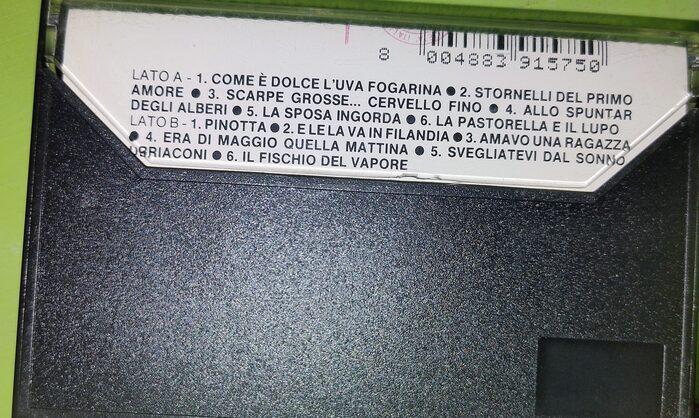 8 004883 915750
LATO A - 1. COME È DOLCE L'UVA FOGARINA ● 2. STORNELLI DEL PRIMO
AMORE ● 3. SCARPE GROSSE... CERVELLO FINO ● 4. ALLO SPUNTAR
DEGLI ALBERI ● 5. LA SPOSA INGORDA ● 6. LA PASTORELLA E IL LUPO
LATO B - 1. PINOTTA ● 2. E LE LA VA IN FILANDIA ● 3. AMAVO UNA RAGAZZA
● 4. ERA DI MAGGIO QUELLA MATTINA ● 5. SVEGLIATEVI DAL SONNO
BRIACONI ● 6. IL FISCHIO DEL VAPORE